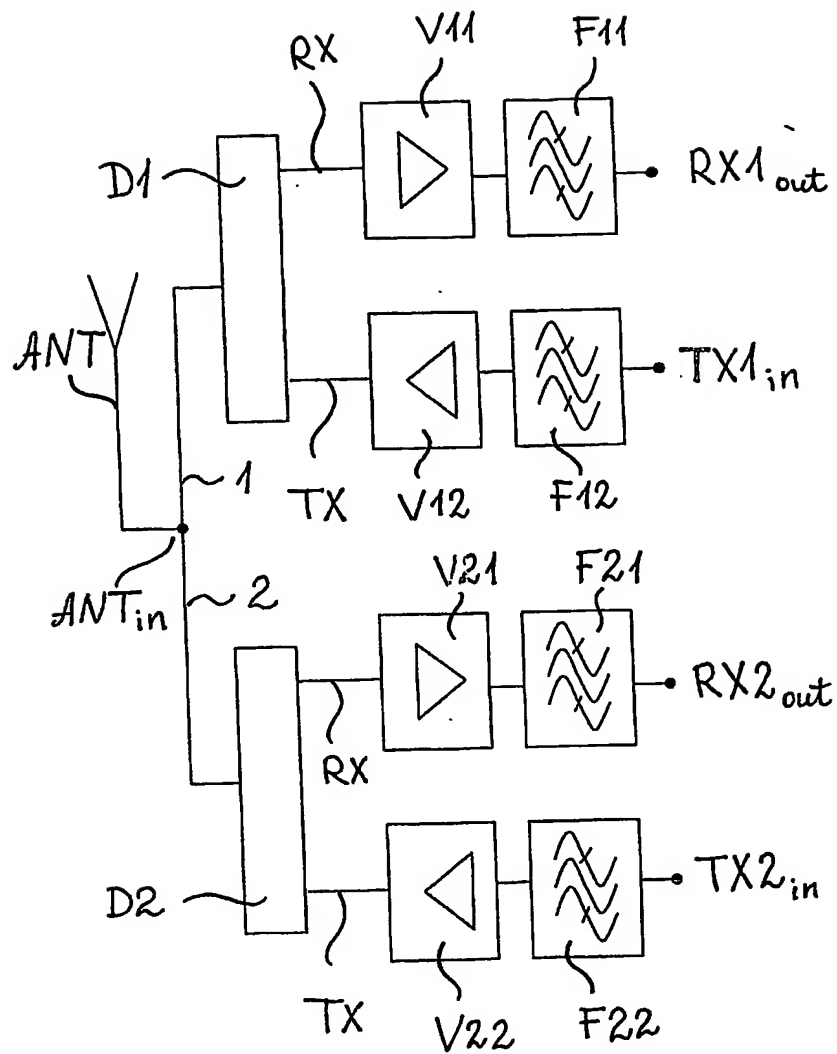 V11
F11
RX
D1
RX1out
ANT
TX1in
1
TX
V12
F12
ANTin
2
V21
F21
RX2out
RX
D2
TX2in
TX
V22
F22